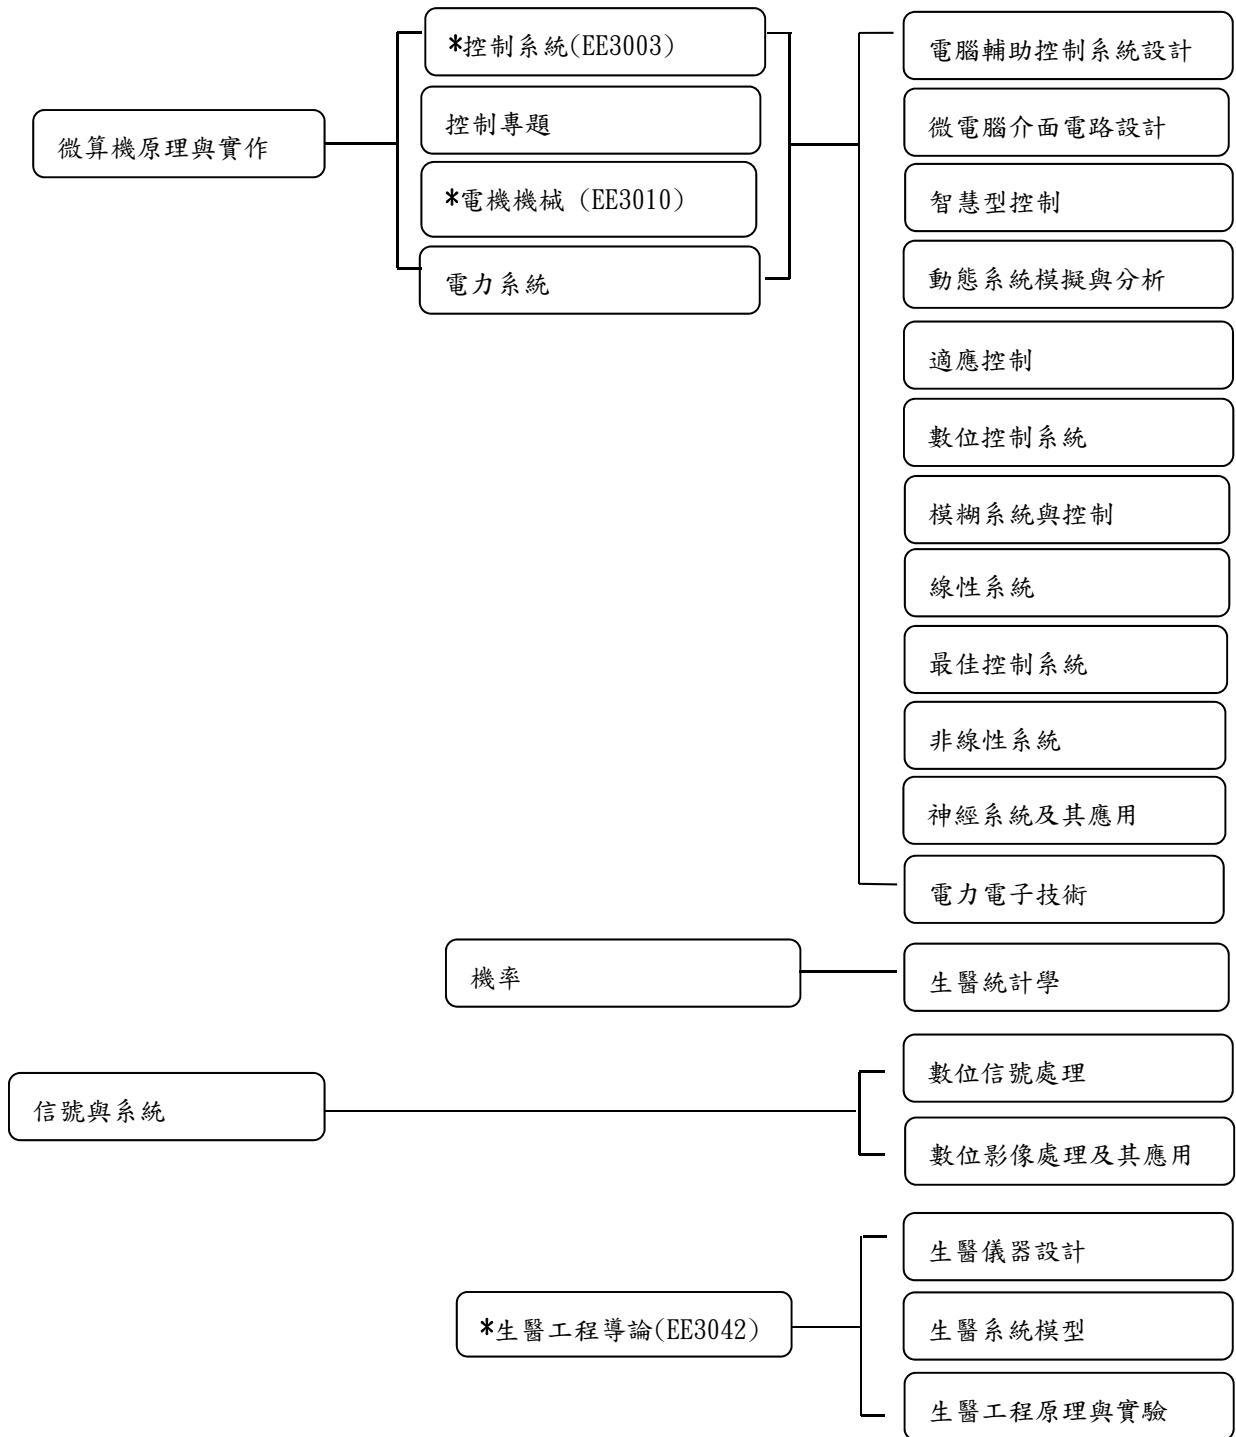 *控制系統(EE3003)
電腦輔助控制系統設計
微算機原理與實作
控制專題
微電腦介面電路設計
*電機機械 (EE3010)
智慧型控制
電力系統
動態系統模擬與分析
適應控制
數位控制系統
模糊系統與控制
線性系統
最佳控制系統
非線性系統
神經系統及其應用
電力電子技術
機率
生醫統計學
信號與系統
數位信號處理
數位影像處理及其應用
生醫儀器設計
*生醫工程導論(EE3042)
生醫系統模型
生醫工程原理與實驗